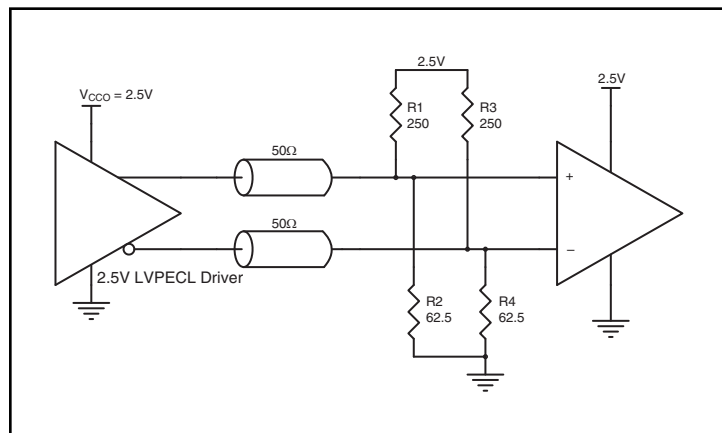 2.5V
2.5V
V_CCO = 2.5V
R1
250
R3
250
50Ω
+
50Ω
–
2.5V LVPECL Driver
R2
62.5
R4
62.5